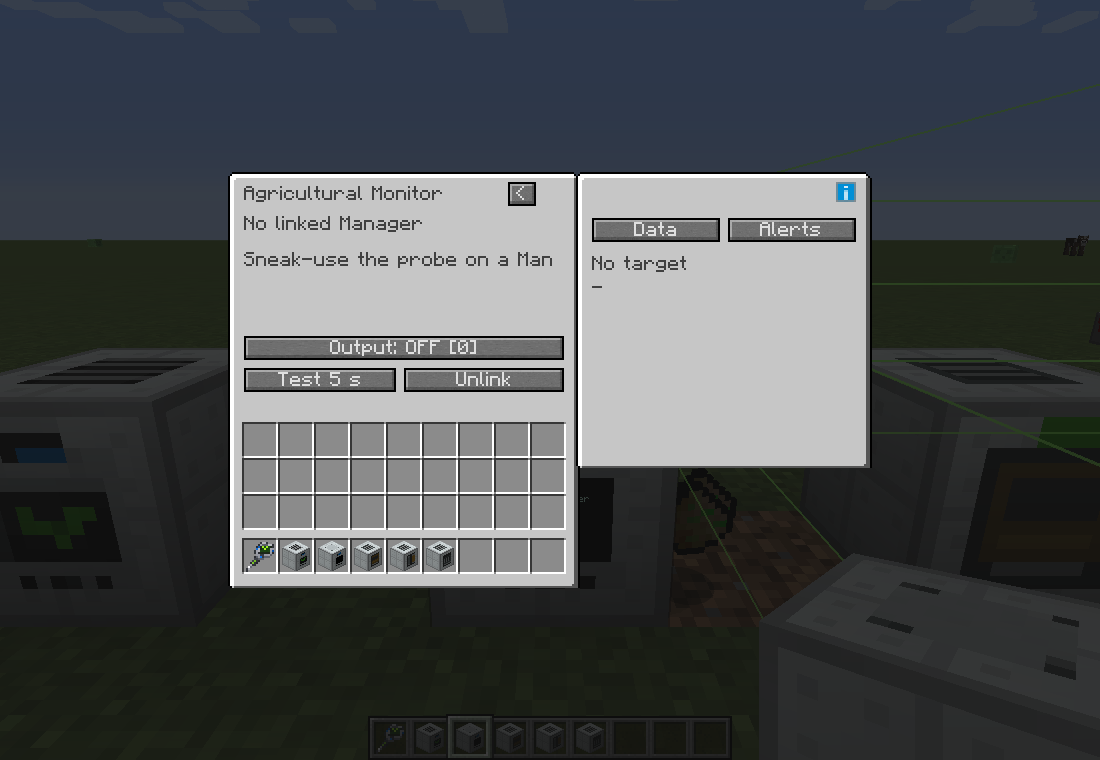 Agricultural Monitor
<
No linked Manager
Sneak-use the probe on a Man
Output: OFF [0]
Test 5 s
Unlink
i
Data
Alerts
No target
—